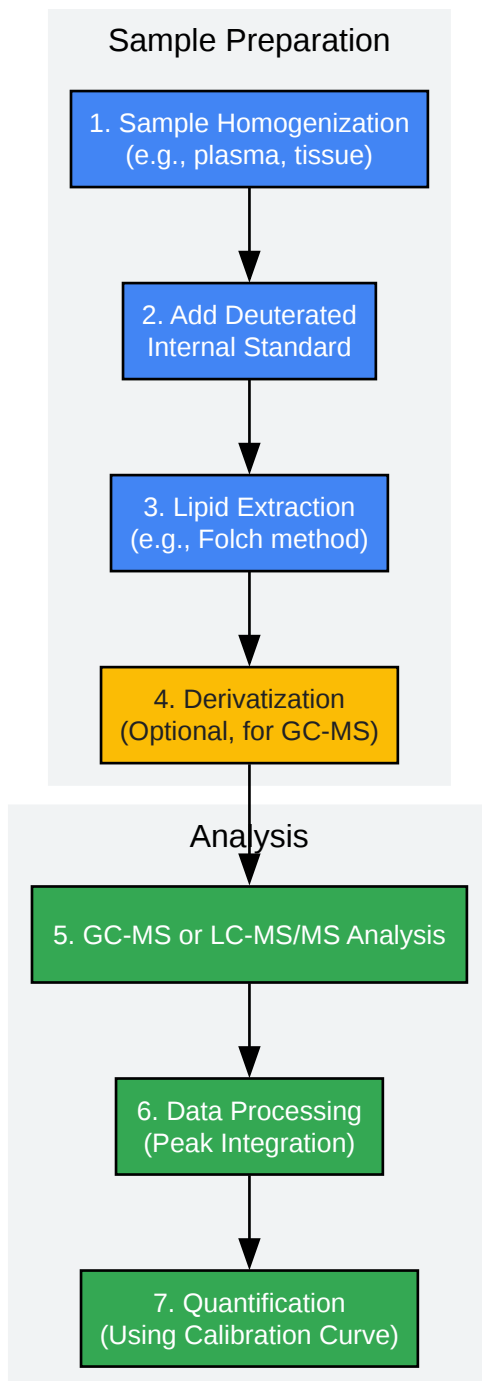 Sample Preparation
1. Sample Homogenization
(e.g., plasma, tissue)
2. Add Deuterated
Internal Standard
3. Lipid Extraction
(e.g., Folch method)
4. Derivatization
(Optional, for GC-MS)
Analysis
5. GC-MS or LC-MS/MS Analysis
6. Data Processing
(Peak Integration)
7. Quantification
(Using Calibration Curve)